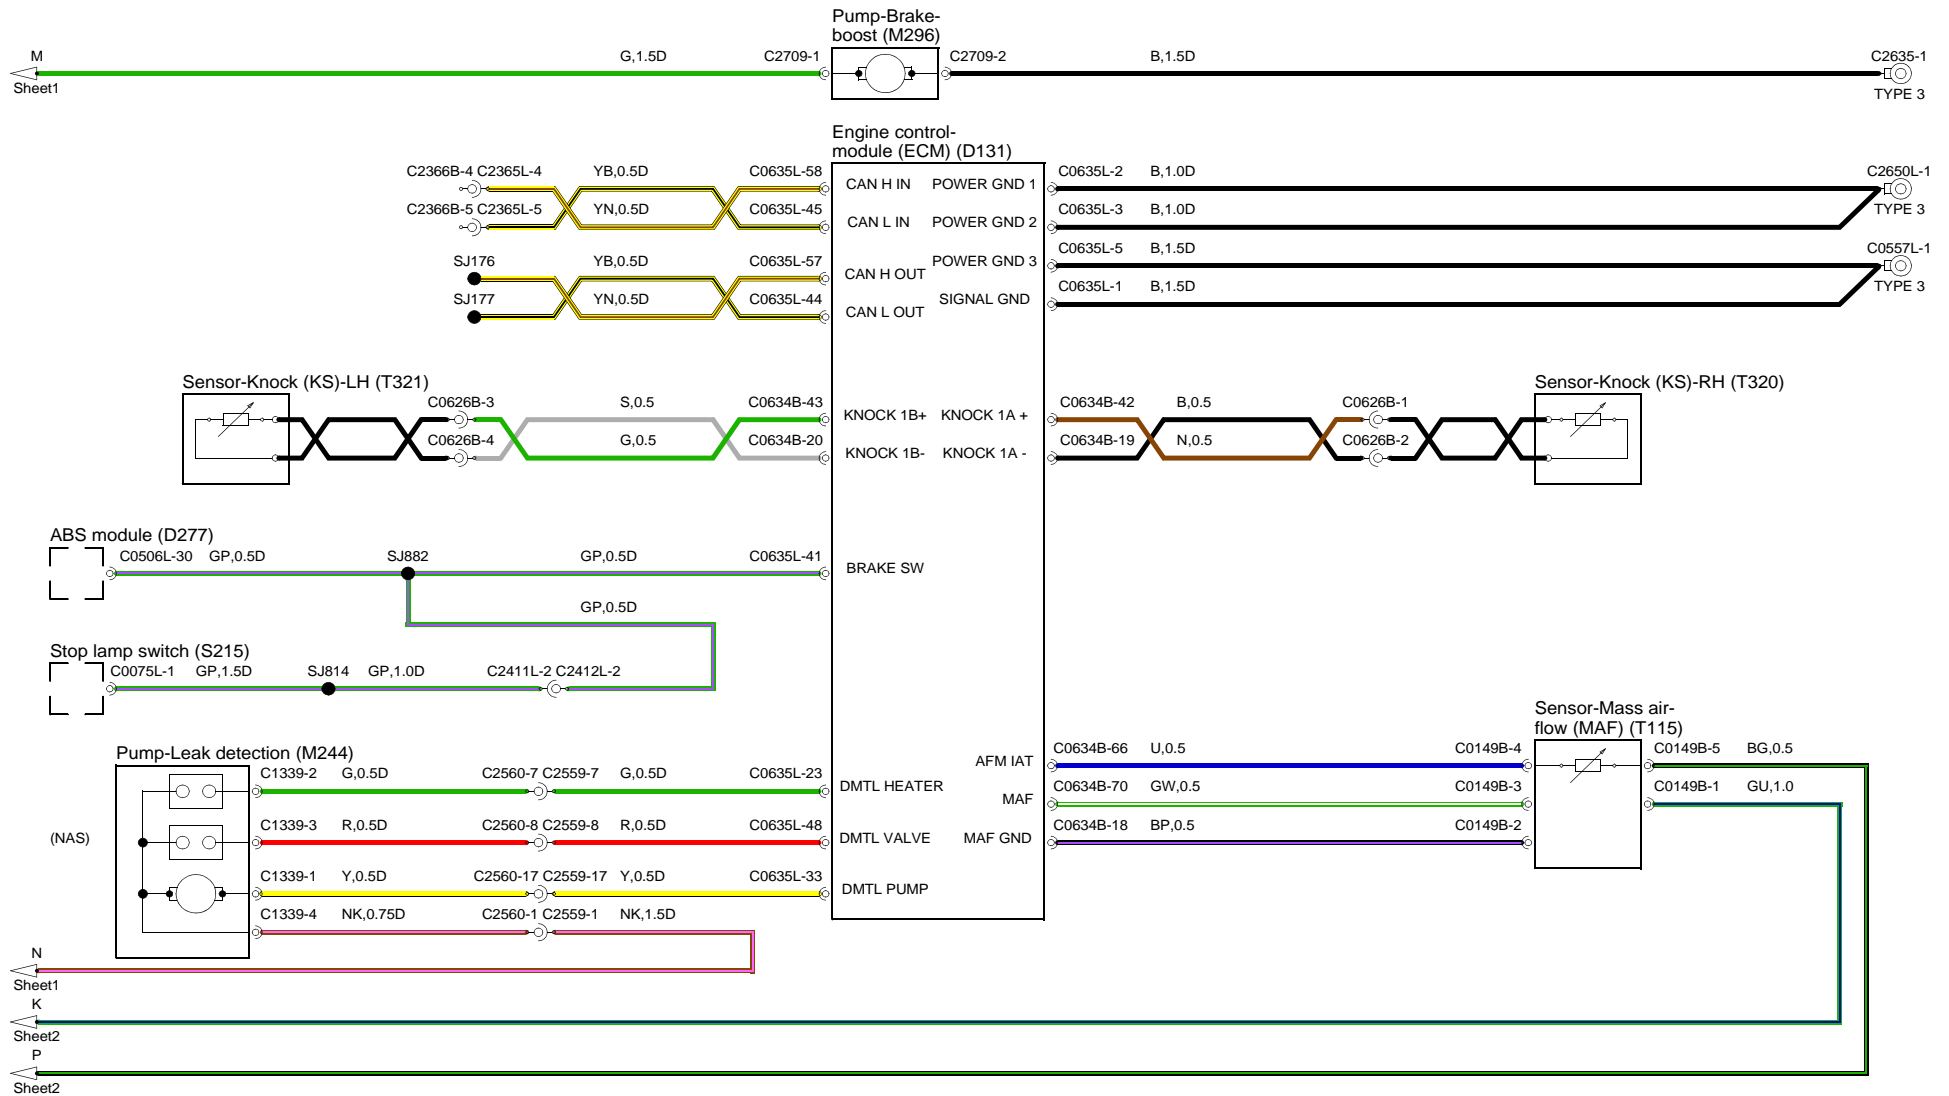 Pump-Brake-
boost (M296)
M
G,1.5D
C2709-1
C2709-2
B,1.5D
C2635-1
Sheet1
TYPE 3
Engine control-
module (ECM) (D131)
C2366B-4 C2365L-4
YB,0.5D
C0635L-58
CAN H IN
POWER GND 1
C0635L-2
B,1.0D
C2650L-1
C2366B-5 C2365L-5
YN,0.5D
C0635L-45
CAN L IN
POWER GND 2
C0635L-3
B,1.0D
TYPE 3
SJ176
YB,0.5D
C0635L-57
CAN H OUT
POWER GND 3
C0635L-5
B,1.5D
C0557L-1
SJ177
YN,0.5D
C0635L-44
CAN L OUT
SIGNAL GND
C0635L-1
B,1.5D
TYPE 3
Sensor-Knock (KS)-LH (T321)
Sensor-Knock (KS)-RH (T320)
C0626B-3
S,0.5
C0634B-43
KNOCK 1B+
KNOCK 1A +
C0634B-42
B,0.5
C0626B-1
C0626B-4
G,0.5
C0634B-20
KNOCK 1B-
KNOCK 1A -
C0634B-19
N,0.5
C0626B-2
ABS module (D277)
C0506L-30
GP,0.5D
SJ882
GP,0.5D
C0635L-41
BRAKE SW
GP,0.5D
Stop lamp switch (S215)
C0075L-1
GP,1.5D
SJ814
GP,1.0D
C2411L-2 C2412L-2
Sensor-Mass air-
flow (MAF) (T115)
Pump-Leak detection (M244)
AFM IAT
C0634B-66
U,0.5
C0149B-4
C0149B-5
BG,0.5
C1339-2
G,0.5D
C2560-7 C2559-7
G,0.5D
C0635L-23
DMTL HEATER
MAF
C0634B-70
GW,0.5
C0149B-3
C0149B-1
GU,1.0
(NAS)
C1339-3
R,0.5D
C2560-8 C2559-8
R,0.5D
C0635L-48
DMTL VALVE
MAF GND
C0634B-18
BP,0.5
C0149B-2
C1339-1
Y,0.5D
C2560-17 C2559-17
Y,0.5D
C0635L-33
DMTL PUMP
C1339-4
NK,0.75D
C2560-1 C2559-1
NK,1.5D
N
Sheet1
K
Sheet2
P
Sheet2